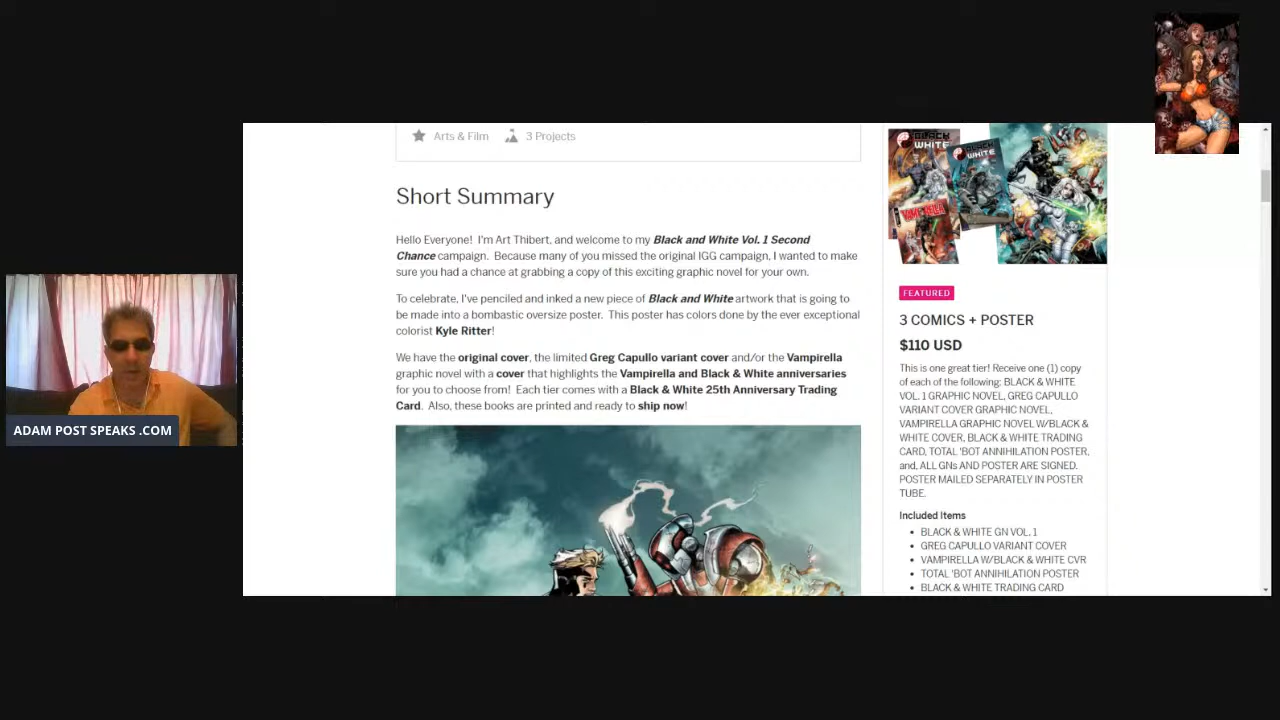 Arts & Film 3 Projects
Short Summary
Hello Everyone! I'm Art Thibert, and welcome to my Black and White Vol. 1 Second
Chance campaign. Because many of you missed the original IGG campaign, I wanted to make
sure you had a chance at grabbing a copy of this exciting graphic novel for your own.
To celebrate, I've penciled and inked a new piece of Black and White artwork that is going to
be made into a bombastic oversize poster. This poster has colors done by the ever exceptional
colorist Kyle Ritter!
We have the original cover, the limited Greg Capullo variant cover and/or the Vampirella
graphic novel with a cover that highlights the Vampirella and Black & White anniversaries
for you to choose from! Each tier comes with a Black & White 25th Anniversary Trading
Card. Also, these books are printed and ready to ship now!
BLACK
WHITE
BLACK
WHITE
VAMPIRELLA
FEATURED
3 COMICS + POSTER
$110 USD
This is one great tier! Receive one (1) copy
of each of the following: BLACK & WHITE
VOL. 1 GRAPHIC NOVEL, GREG CAPULLO
VARIANT COVER GRAPHIC NOVEL,
VAMPIRELLA GRAPHIC NOVEL W/BLACK &
WHITE COVER, BLACK & WHITE TRADING
CARD, TOTAL 'BOT ANNIHILATION POSTER,
and, ALL GNs AND POSTER ARE SIGNED.
POSTER MAILED SEPARATELY IN POSTER
TUBE.
Included Items
• BLACK & WHITE GN VOL. 1
• GREG CAPULLO VARIANT COVER
• VAMPIRELLA W/BLACK & WHITE CVR
• TOTAL 'BOT ANNIHILATION POSTER
• BLACK & WHITE TRADING CARD
ADAM POST SPEAKS .COM